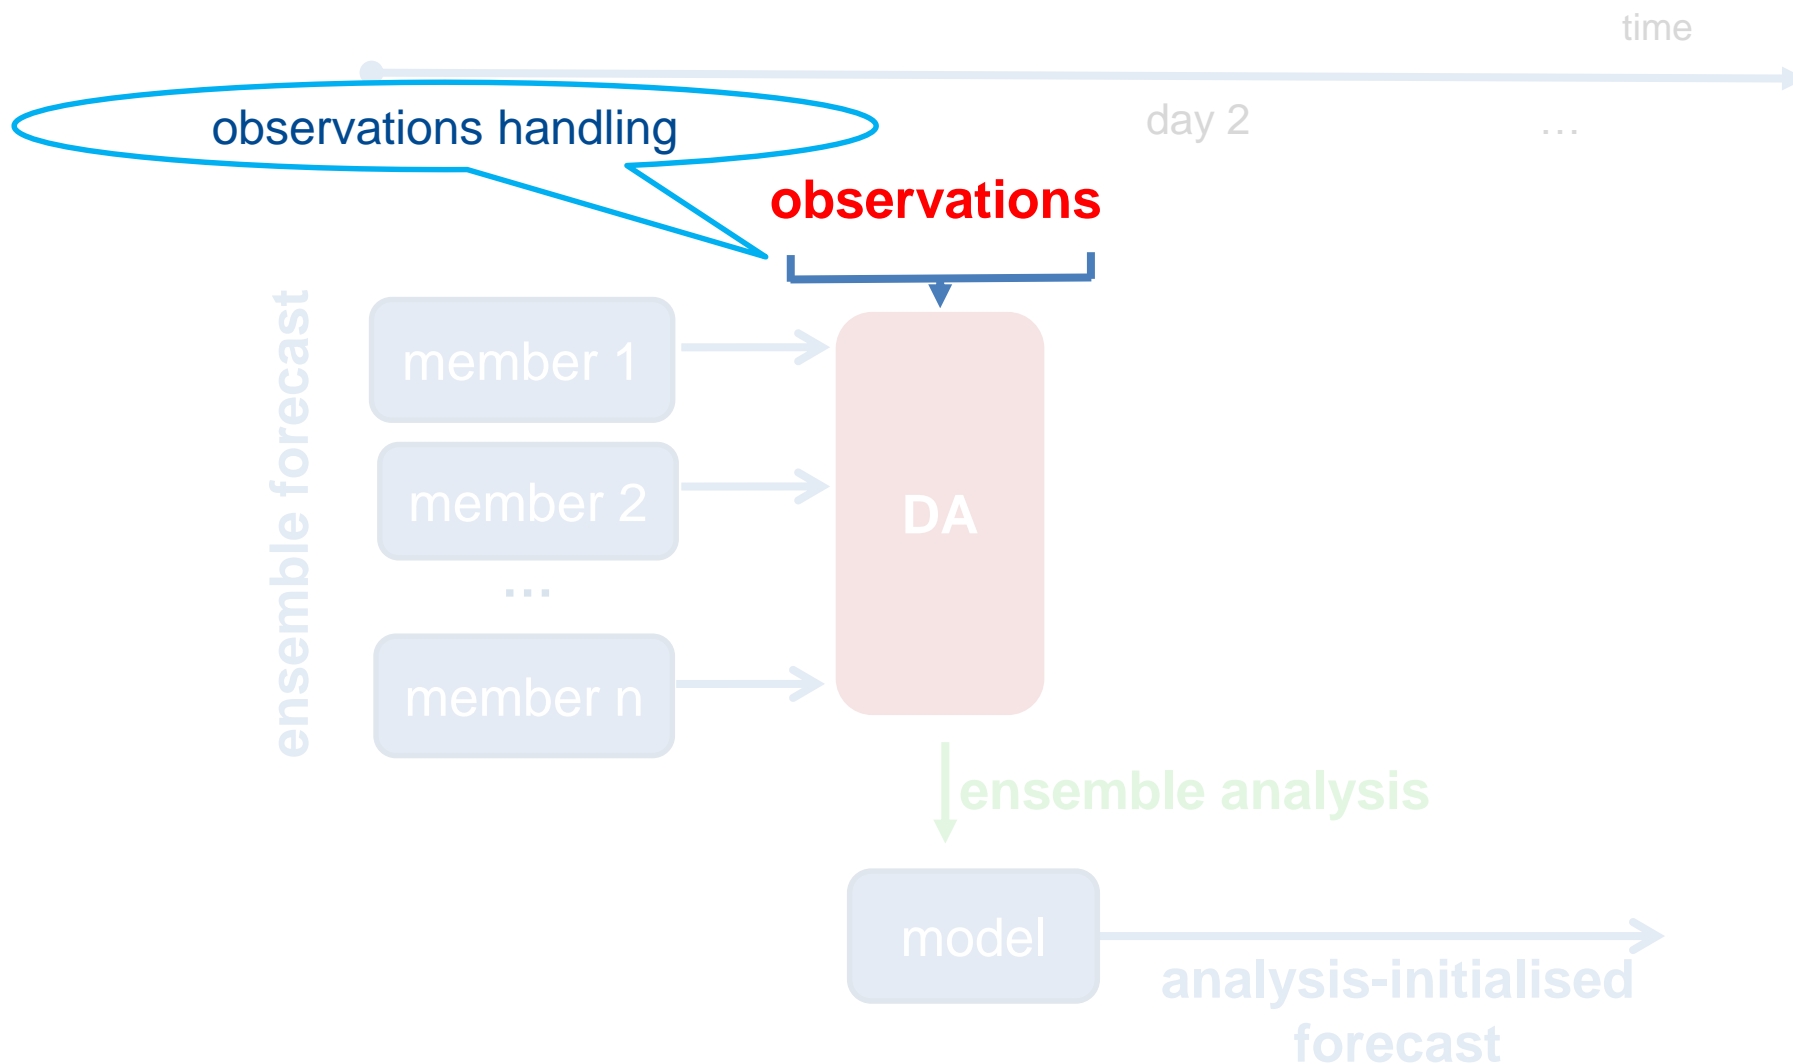 time
observations handling
day 2
…
observations
ensemble forecast
member 1
member 2
…
member n
DA
ensemble analysis
model
analysis-initialised
forecast